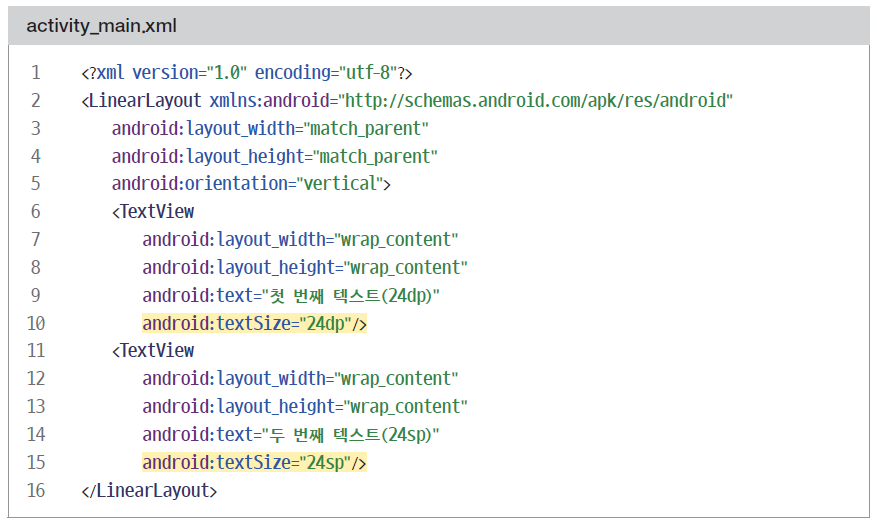 activity_main.xml
1 <?xml version="1.0" encoding="utf-8"?>
2 <LinearLayout xmlns:android="http://schemas.android.com/apk/res/android"
3 android:layout_width="match_parent"
4 android:layout_height="match_parent"
5 android:orientation="vertical">
6 <TextView
7 android:layout_width="wrap_content"
8 android:layout_height="wrap_content"
9 android:text="첫 번째 텍스트(24dp)"
10 android:textSize="24dp"/>
11 <TextView
12 android:layout_width="wrap_content"
13 android:layout_height="wrap_content"
14 android:text="두 번째 텍스트(24sp)"
15 android:textSize="24sp"/>
16 </LinearLayout>